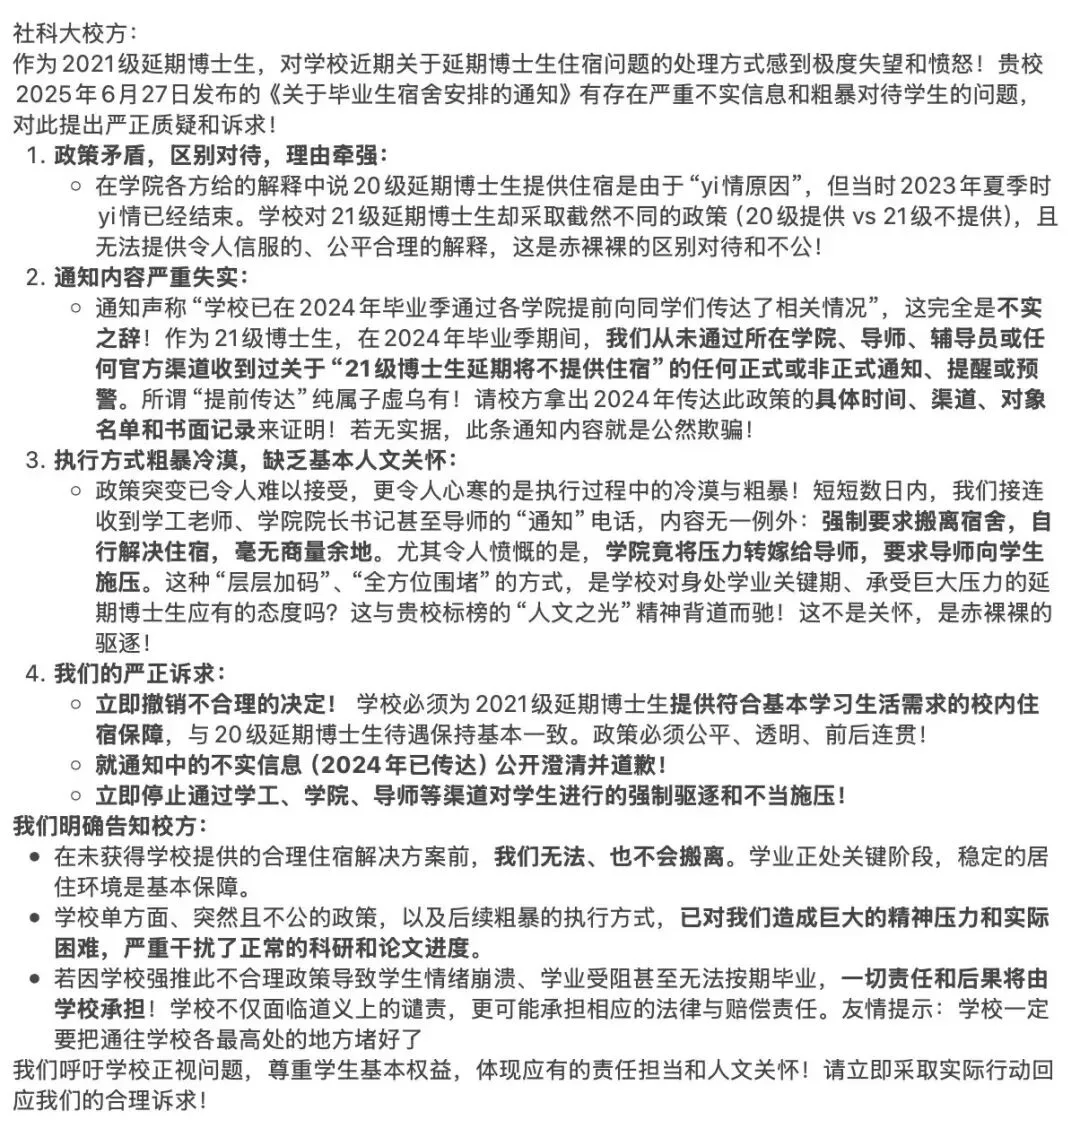 社科大校方：
作为2021级延期博士生，对学校近期关于延期博士生住宿问题的处理方式感到极度失望和愤怒！贵校
2025年6月27日发布的《关于毕业生宿舍安排的通知》有存在严重不实信息和粗暴对待学生的问题，
对此提出严正质疑和诉求！
1. 政策矛盾，区别对待，理由牵强：
○ 在学院各方给的解释中说20级延期博士生提供住宿是由于“yi情原因”，但当时2023年夏季时
yi情已经结束。学校对21级延期博士生却采取截然不同的政策（20级提供 vs 21级不提供），且
无法提供令人信服的、公平合理的解释，这是赤裸裸的区别对待和不公！
2. 通知内容严重失实：
○ 通知声称“学校已在2024年毕业季通过各学院提前向同学们传达了相关情况”，这完全是不实
之辞！作为21级博士生，在2024年毕业季期间，我们从未通过所在学院、导师、辅导员或任
何官方渠道收到过关于“21级博士生延期将不提供住宿”的任何正式或非正式通知、提醒或预
警。所谓“提前传达”纯属子虚乌有！请校方拿出2024年传达此政策的具体时间、渠道、对象
名单和书面记录来证明！若无实据，此条通知内容就是公然欺骗！
3. 执行方式粗暴冷漠，缺乏基本人文关怀：
○ 政策突变已令人难以接受，更令人心寒的是执行过程中的冷漠与粗暴！短短数日内，我们接连
收到学工老师、学院院长书记甚至导师的“通知”电话，内容无一例外：强制要求搬离宿舍，自
行解决住宿，毫无商量余地。尤其令人愤慨的是，学院竟将压力转嫁给导师，要求导师向学生
施压。这种“层层加码”、“全方位围堵”的方式，是学校对身处学业关键期、承受巨大压力的延
期博士生应有的态度吗？这与贵校标榜的“人文之光”精神背道而驰！这不是关怀，是赤裸裸的
驱逐！
4. 我们的严正诉求：
○ 立即撤销不合理的决定！ 学校必须为2021级延期博士生提供符合基本学习生活需求的校内住
宿保障，与20级延期博士生待遇保持基本一致。政策必须公平、透明、前后连贯！
○ 就通知中的不实信息（2024年已传达）公开澄清并道歉！
○ 立即停止通过学工、学院、导师等渠道对学生进行的强制驱逐和不当施压！
我们明确告知校方：
● 在未获得学校提供的合理住宿解决方案前，我们无法、也不会搬离。学业正处关键阶段，稳定的居
住环境是基本保障。
● 学校单方面、突然且不公的政策，以及后续粗暴的执行方式，已对我们造成巨大的精神压力和实际
困难，严重干扰了正常的科研和论文进度。
● 若因学校强推此不合理政策导致学生情绪崩溃、学业受阻甚至无法按期毕业，一切责任和后果将由
学校承担！学校不仅面临道义上的谴责，更可能承担相应的法律与赔偿责任。友情提示：学校一定
要把通往学校各最高处的地方堵好了
我们呼吁学校正视问题，尊重学生基本权益，体现应有的责任担当和人文关怀！请立即采取实际行动回
应我们的合理诉求！